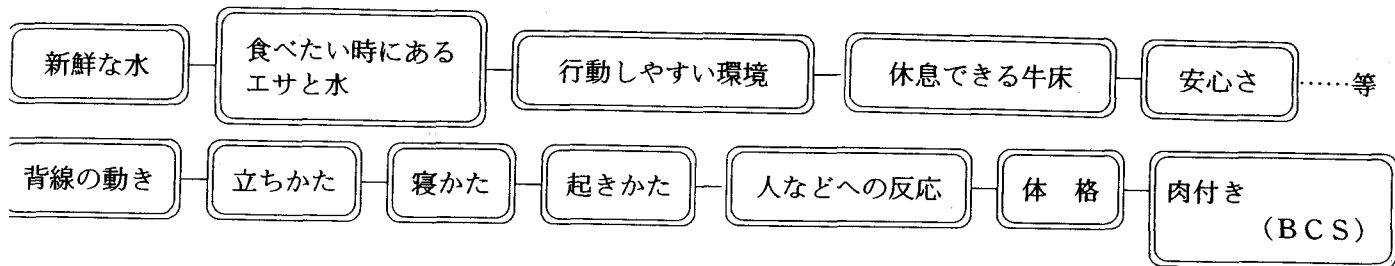 新鮮な水
食べたい時にある
エサと水
行動しやすい環境
休息できる牛床
安心さ
……等
背線の動き
立ちかた
寝かた
起きかた
人などへの反応
体 格
肉付き
(BCS)